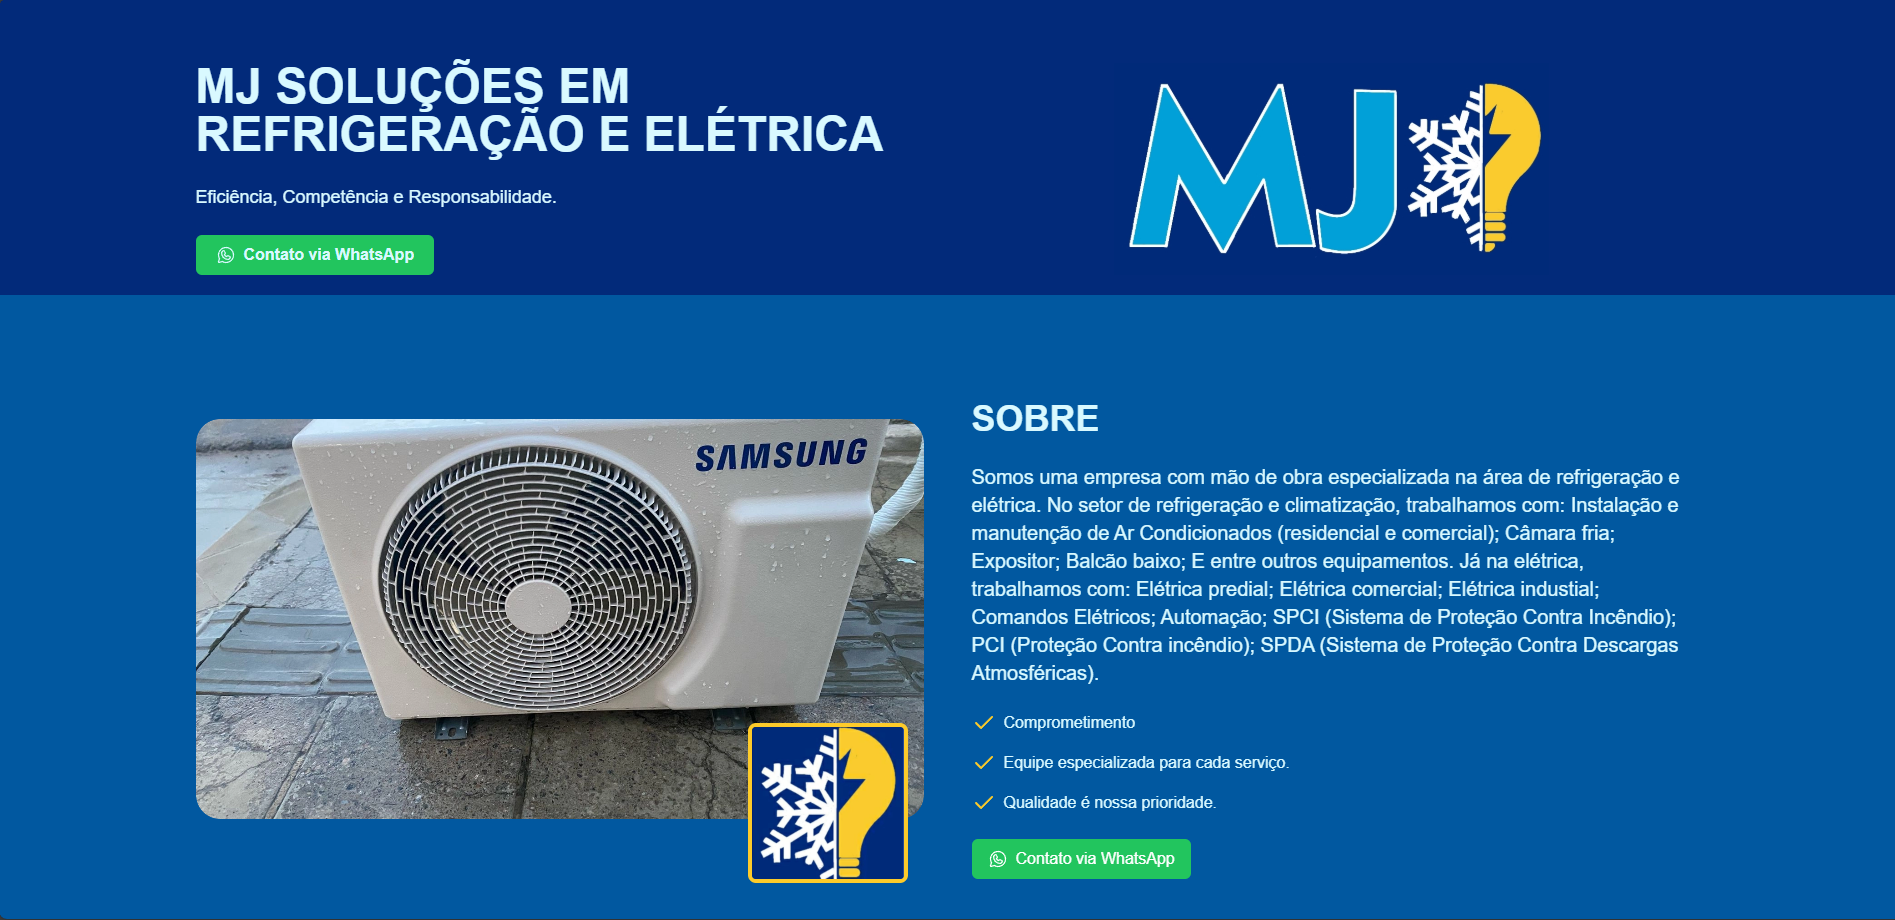 MJ SOLUÇÕES EM
REFRIGERAÇÃO E ELÉTRICA
Eficiência, Competência e Responsabilidade.
Contato via WhatsApp
MJ
SAMSUNG
SOBRE
Somos uma empresa com mão de obra especializada na área de refrigeração e
elétrica. No setor de refrigeração e climatização, trabalhamos com: Instalação e
manutenção de Ar Condicionados (residencial e comercial); Câmara fria;
Expositor; Balcão baixo; E entre outros equipamentos. Já na elétrica,
trabalhamos com: Elétrica predial; Elétrica comercial; Elétrica industial;
Comandos Elétricos; Automação; SPCI (Sistema de Proteção Contra Incêndio);
PCI (Proteção Contra incêndio); SPDA (Sistema de Proteção Contra Descargas
Atmosféricas).
Comprometimento
Equipe especializada para cada serviço.
Qualidade é nossa prioridade.
Contato via WhatsApp